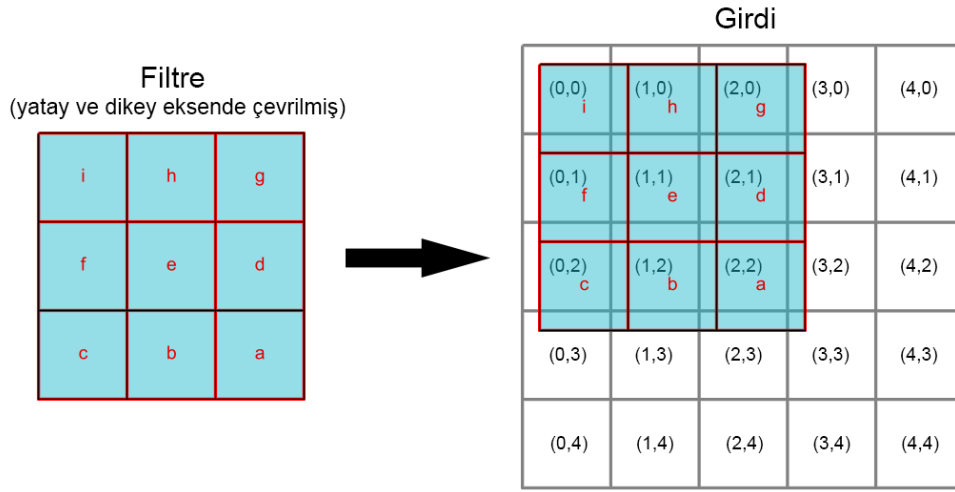 Filtre
(yatay ve dikey eksende çevrilmiş)
i h g
f e d
c b a
Girdi
(0,0) (1,0) (2,0) (3,0) (4,0)
i h g
(0,1) (1,1) (2,1) (3,1) (4,1)
f e d
(0,2) (1,2) (2,2) (3,2) (4,2)
c b a
(0,3) (1,3) (2,3) (3,3) (4,3)
(0,4) (1,4) (2,4) (3,4) (4,4)